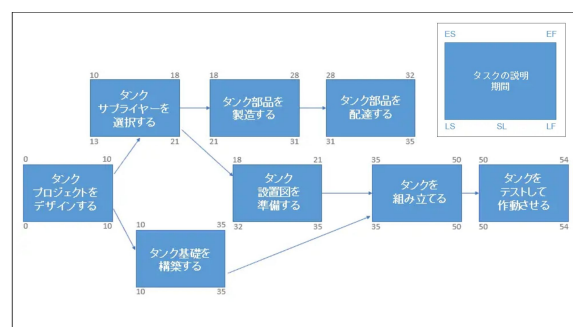 ES EF
タスクの説明
期間
LS SL LF
10 18
タンク
サプライヤーを
選択する
13 21
18 28
タンク部品を
製造する
21 31
28 32
タンク部品を
配達する
31 35
0 10
タンク
プロジェクトを
デザインする
0 10
18 21
タンク
設置図を
準備する
32 35
35 50
タンクを
組み立てる
35 50
50 54
タンクを
テストして
作動させる
50 54
10 35
タンク基礎を
構築する
10 35